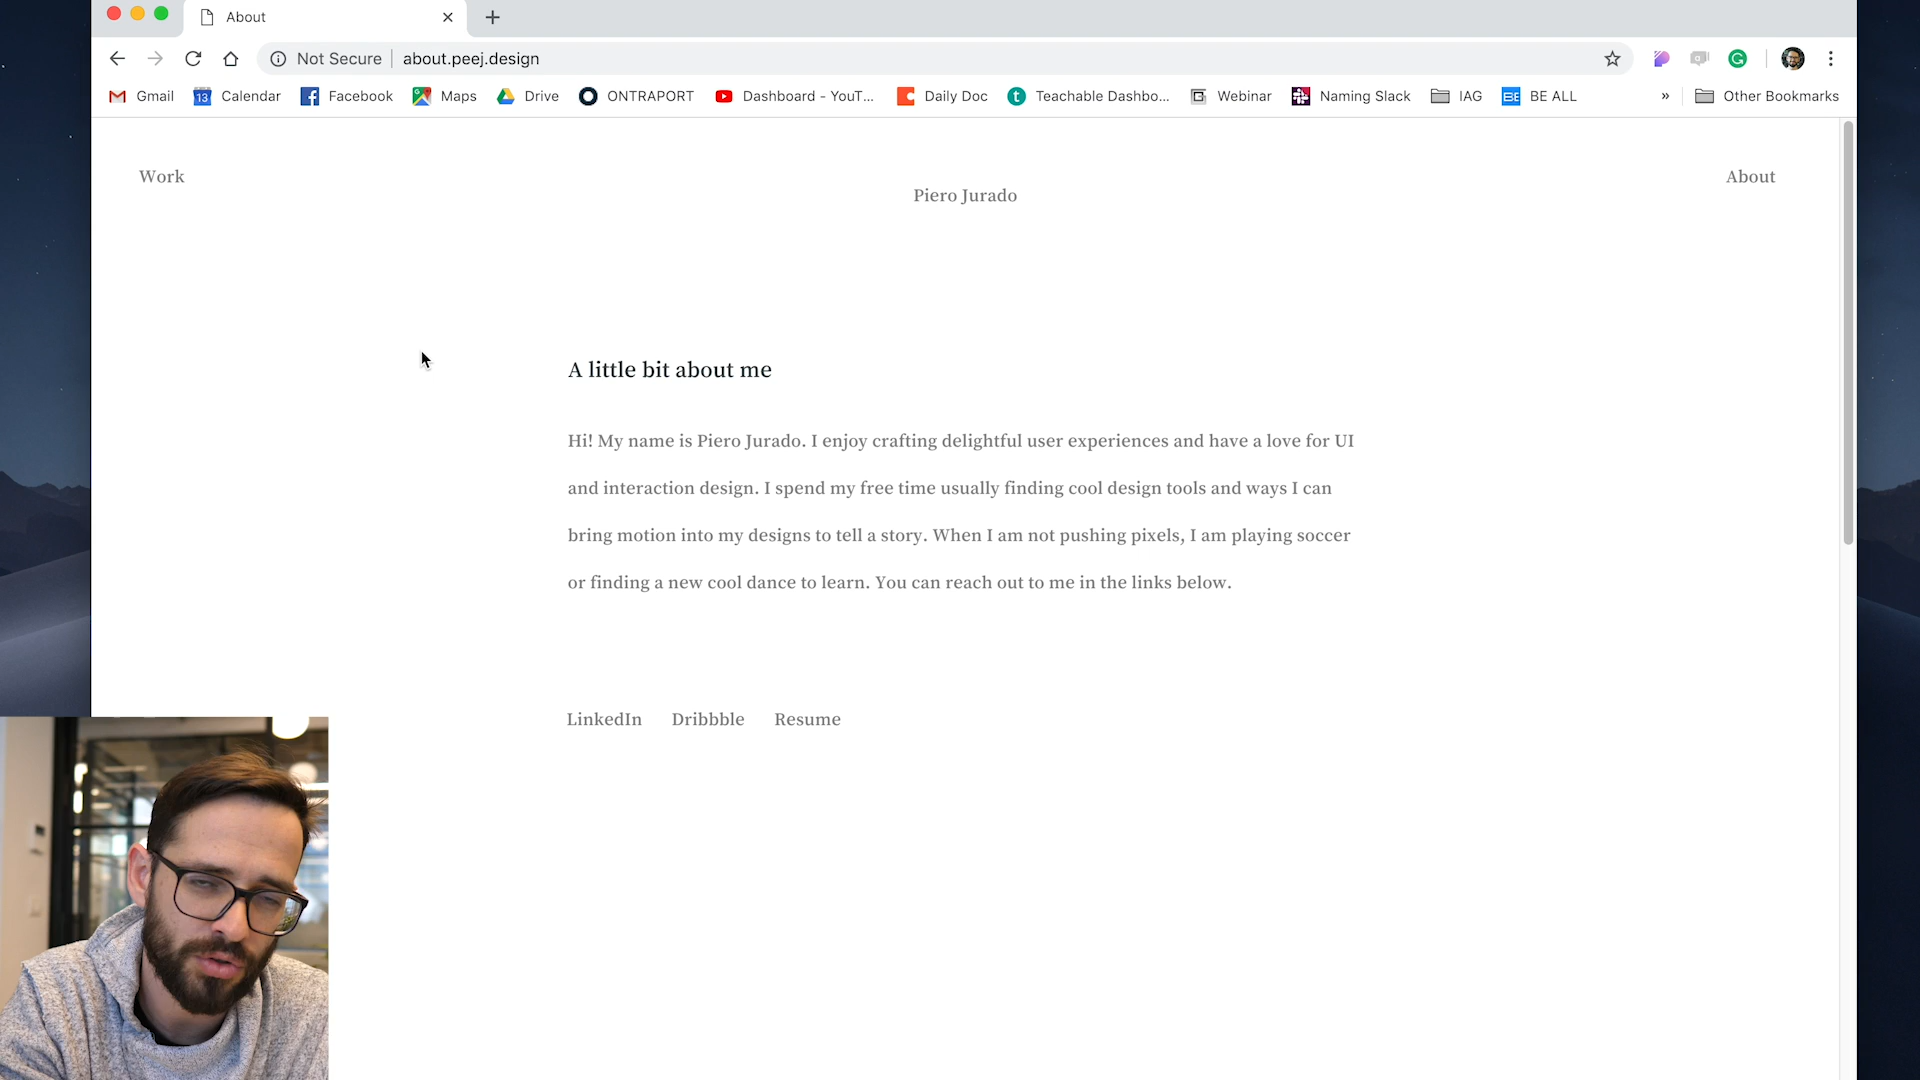 About
Not Secure
about.peej.design
Gmail
13
Calendar
Facebook
Maps
Drive
ONTRAPORT
Dashboard - YouT...
Daily Doc
t
Teachable Dashbo...
Webinar
Naming Slack
IAG
BE
BE ALL
»
Other Bookmarks
Work
Piero Jurado
About
A little bit about me
Hi! My name is Piero Jurado. I enjoy crafting delightful user experiences and have a love for UI
and interaction design. I spend my free time usually finding cool design tools and ways I can
bring motion into my designs to tell a story. When I am not pushing pixels, I am playing soccer
or finding a new cool dance to learn. You can reach out to me in the links below.
LinkedIn Dribbble Resume